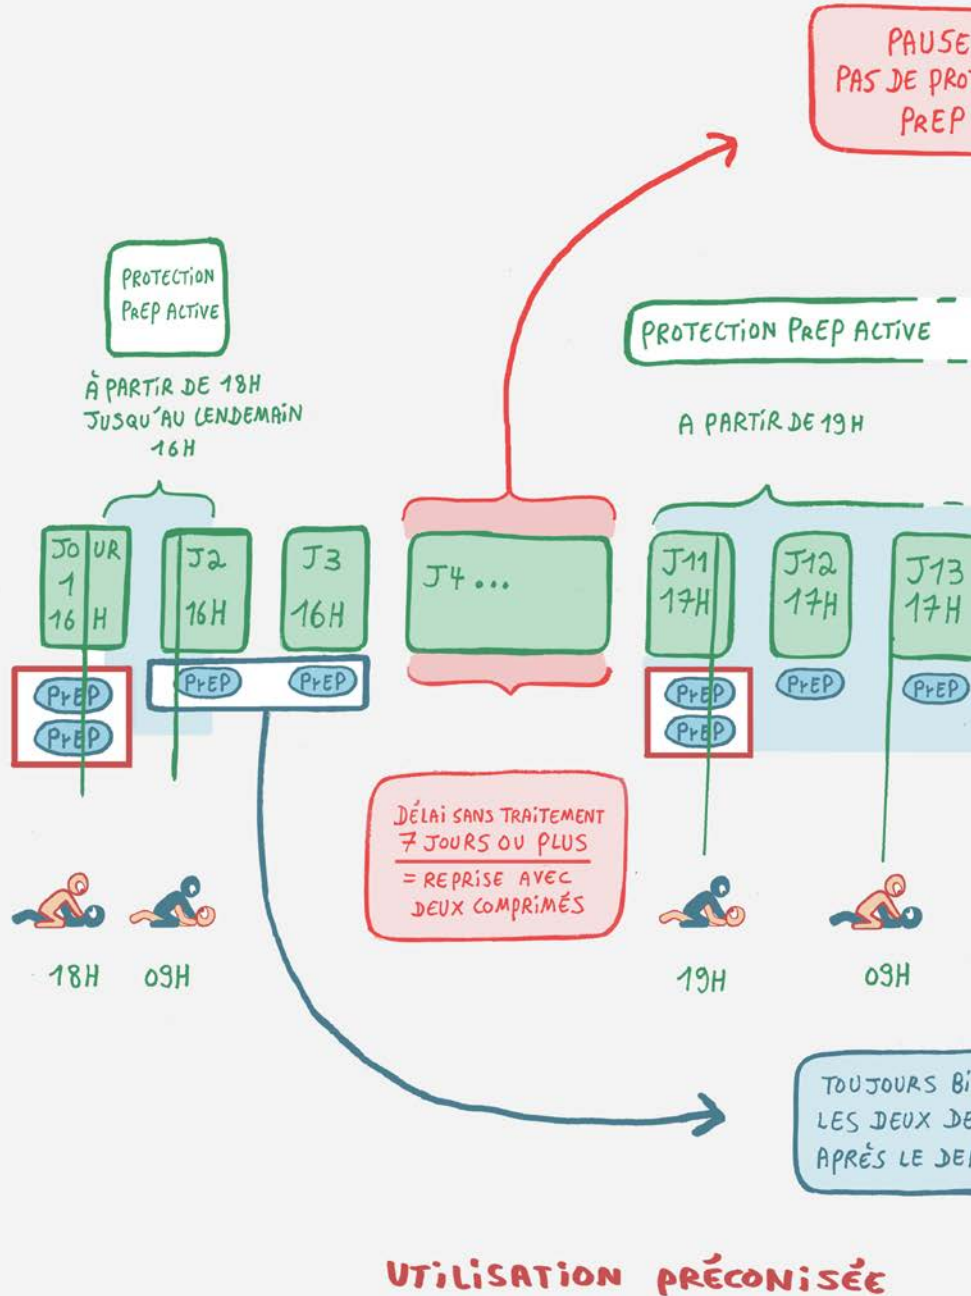 PAUSE
PAS DE PROT
PrEP
PROTECTION
PrEP ACTIVE
À PARTIR DE 18H
JUSQU'AU LENDEMAIN
16H
PROTECTION PrEP ACTIVE
A PARTIR DE 19H
JOUR
1
16H
J2
16H
J3
16H
J4...
J11
17H
J12
17H
J13
17H
PrEP
PrEP
PrEP
PrEP
PrEP
PrEP
PrEP
PrEP
DÉLAI SANS TRAITEMENT
7 JOURS OU PLUS
= REPRISE AVEC
DEUX COMPRIMÉS
18H
09H
19H
09H
TOUJOURS BI
LES DEUX DE
APRÈS LE DE
UTILISATION PRÉCONISÉE